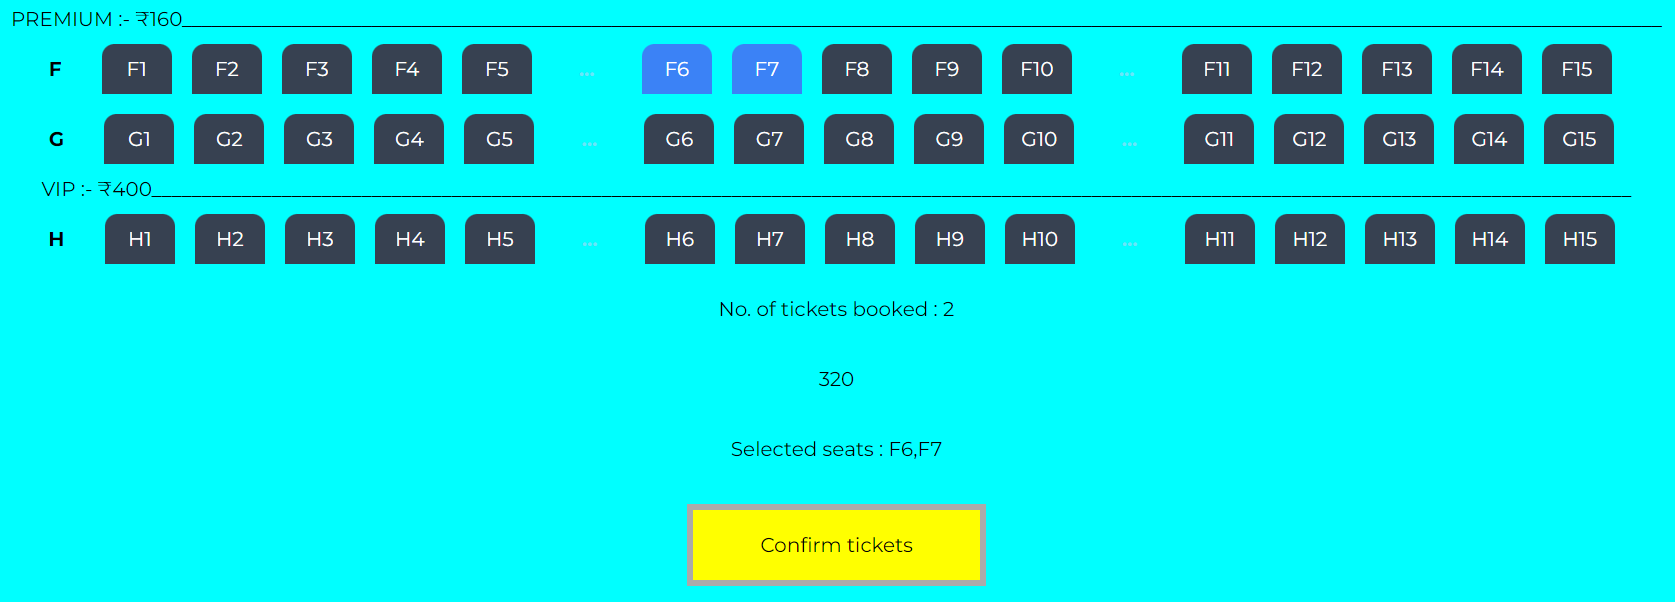 PREMIUM :- ₹160____________________________________________________________________________________________________________________________________________________
F F1 F2 F3 F4 F5 ... F6 F7 F8 F9 F10 ... F11 F12 F13 F14 F15
G G1 G2 G3 G4 G5 ... G6 G7 G8 G9 G10 ... G11 G12 G13 G14 G15
VIP :- ₹400____________________________________________________________________________________________________________________________________________________
H H1 H2 H3 H4 H5 ... H6 H7 H8 H9 H10 ... H11 H12 H13 H14 H15
No. of tickets booked : 2
320
Selected seats : F6,F7
Confirm tickets